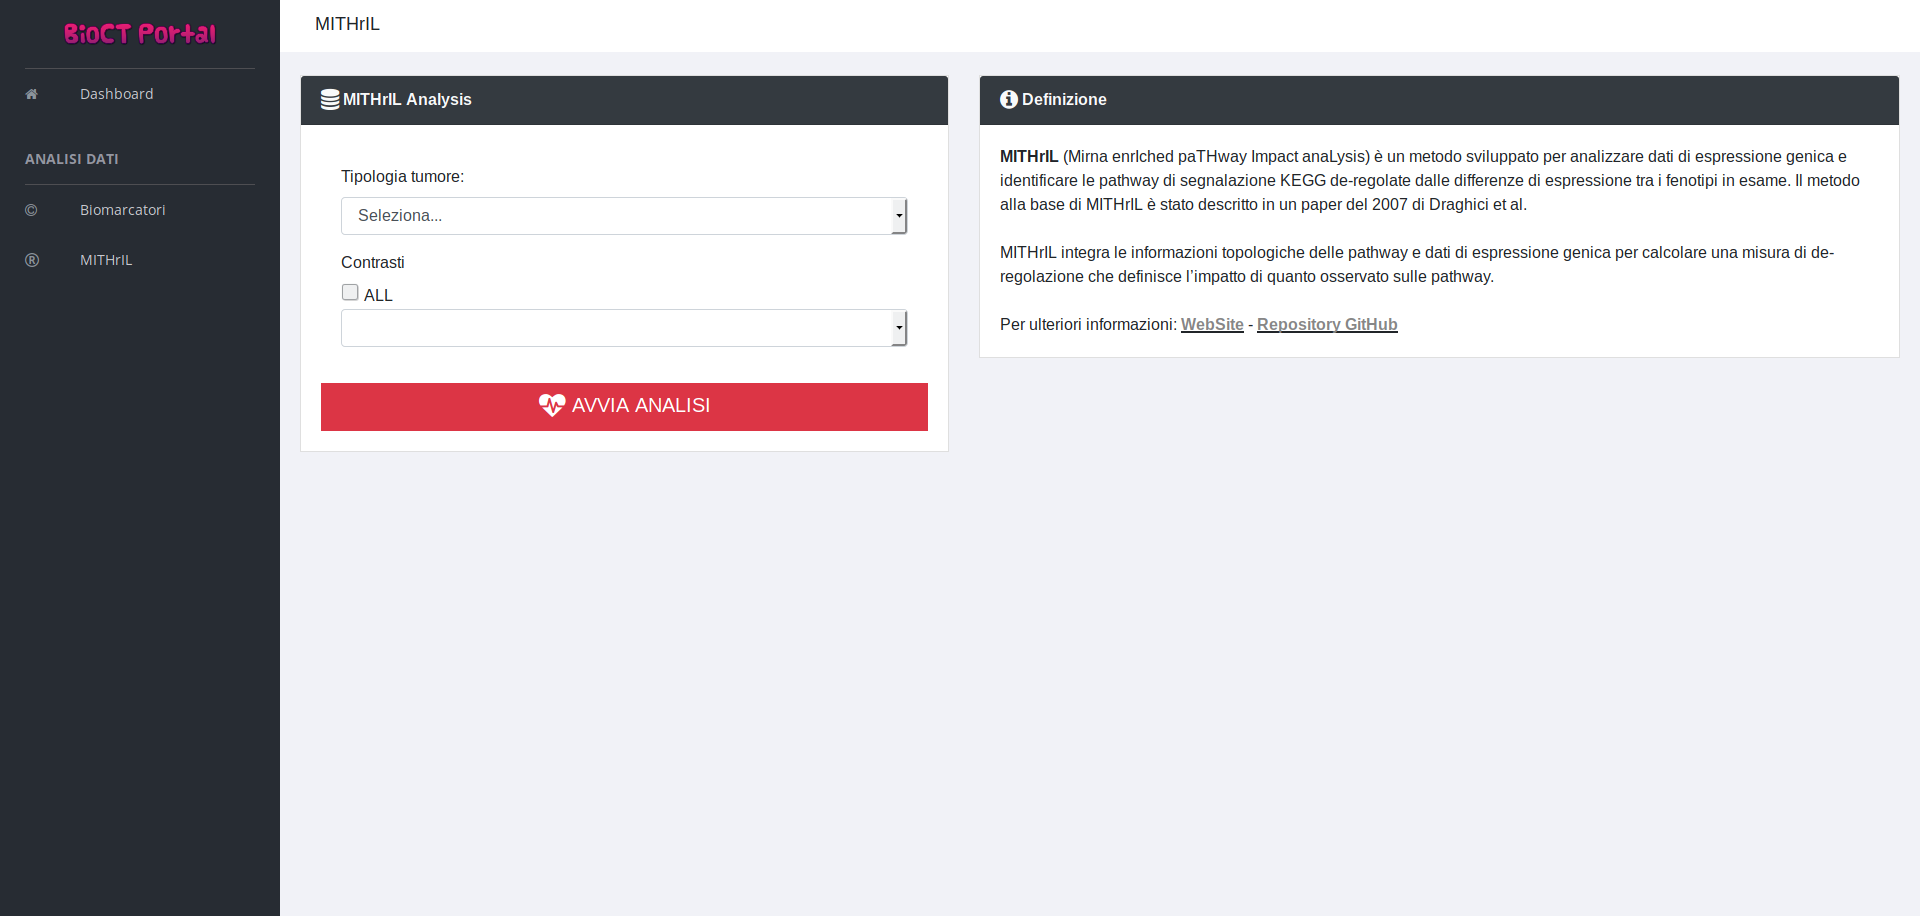 BioCT Portal
Dashboard
ANALISI DATI
Biomarcatori
MITHrIL
MITHrIL
MITHrIL Analysis
Tipologia tumore:
Seleziona...
Contrasti
ALL
AVVIA ANALISI
Definizione
MITHrIL (Mirna enrIched paTHway Impact anaLysis) è un metodo sviluppato per analizzare dati di espressione genica e
identificare le pathway di segnalazione KEGG de-regolate dalle differenze di espressione tra i fenotipi in esame. Il metodo
alla base di MITHrIL è stato descritto in un paper del 2007 di Draghici et al.
MITHrIL integra le informazioni topologiche delle pathway e dati di espressione genica per calcolare una misura di de-
regolazione che definisce l’impatto di quanto osservato sulle pathway.
Per ulteriori informazioni: WebSite - Repository GitHub